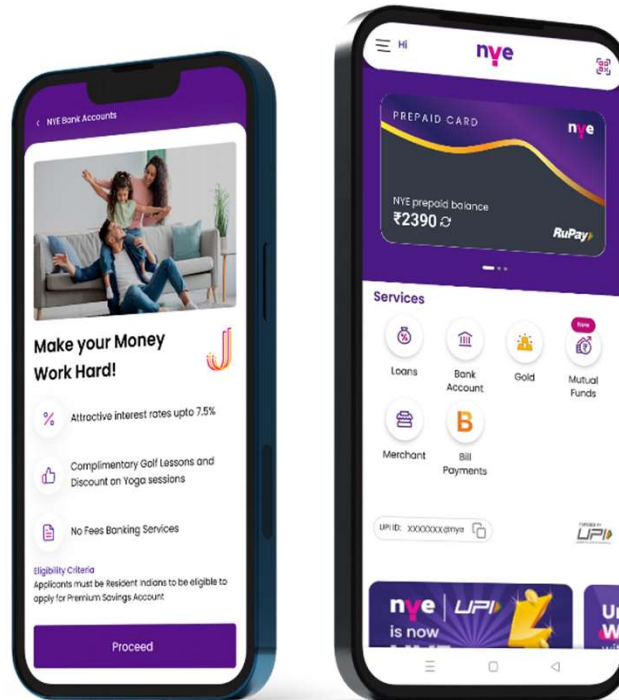 NYE Bank Accounts
Make your Money
Work Hard!
Attractive interest rates upto 7.5%
Complimentary Golf Lessons and
Discount on Yoga sessions
No Fees Banking Services
Eligibility Criteria
Applicants must be Resident Indians to be eligible to
apply for Premium Savings Account
Proceed
Hi
nye
PREPAID CARD
nye
NYE prepaid balance
₹2390
RuPay
Services
New
Loans
Bank
Account
Gold
Mutual
Funds
Merchant
Bill
Payments
UPI ID: XXXXXXX@nya
POWERED BY
UPI
nye | UPI
is now